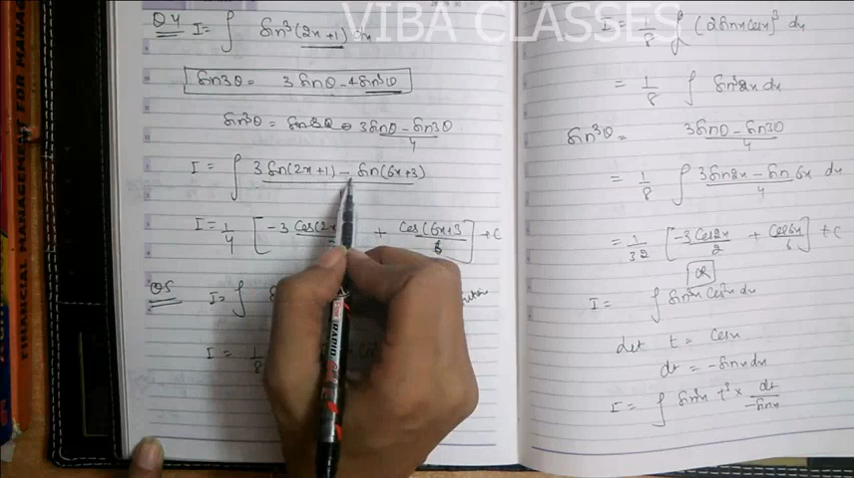 VIBA CLASSES
FINANCIAL MANAGEMENT FOR MANAG
Q4 I = ∫ Sin³(2x+1) dx
Sin3θ = 3 Sinθ - 4Sin³θ
Sin³θ = 3Sinθ - Sin3θ / 4
I = ∫ 3 Sin(2x+1) - Sin(6x+3)
I = 1/4 [ -3 Cos(2x + Cos(6x+3 / 6 ] + C
Q5 I = ∫
I = 1/8
I = 1/8 ∫ (2Sinx Cosx)³ dx
= 1/8 ∫ Sin³2x dx
Sin³θ = 3Sinθ - Sin3θ / 4
= 1/8 ∫ 3Sin2x - Sin 6x / 4 dx
= 1/32 [ -3Cos2x / 2 + Cos6x / 6 ] + C
OR
I = ∫ Sin³x Cos³x dx
Let t = Cosx
dt = -Sinx dx
I = ∫ Sin³x t³ × dt / -Sinx